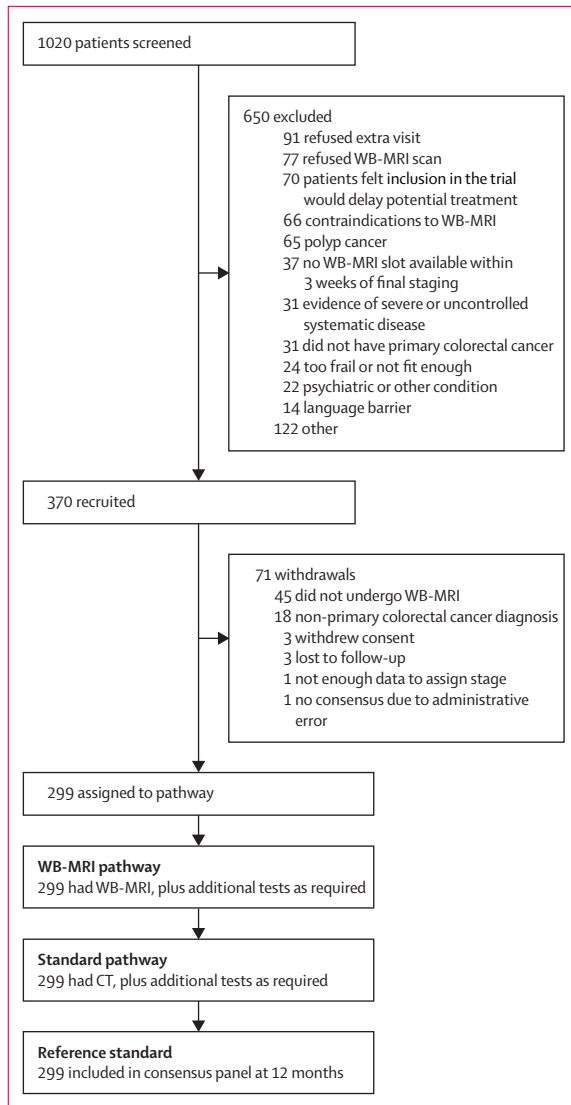 1020 patients screened
650 excluded
91 refused extra visit
77 refused WB-MRI scan
70 patients felt inclusion in the trial
would delay potential treatment
66 contraindications to WB-MRI
65 polyp cancer
37 no WB-MRI slot available within
3 weeks of final staging
31 evidence of severe or uncontrolled
systematic disease
31 did not have primary colorectal cancer
24 too frail or not fit enough
22 psychiatric or other condition
14 language barrier
122 other
370 recruited
71 withdrawals
45 did not undergo WB-MRI
18 non-primary colorectal cancer diagnosis
3 withdrew consent
3 lost to follow-up
1 not enough data to assign stage
1 no consensus due to administrative
error
299 assigned to pathway
WB-MRI pathway
299 had WB-MRI, plus additional tests as required
Standard pathway
299 had CT, plus additional tests as required
Reference standard
299 included in consensus panel at 12 months